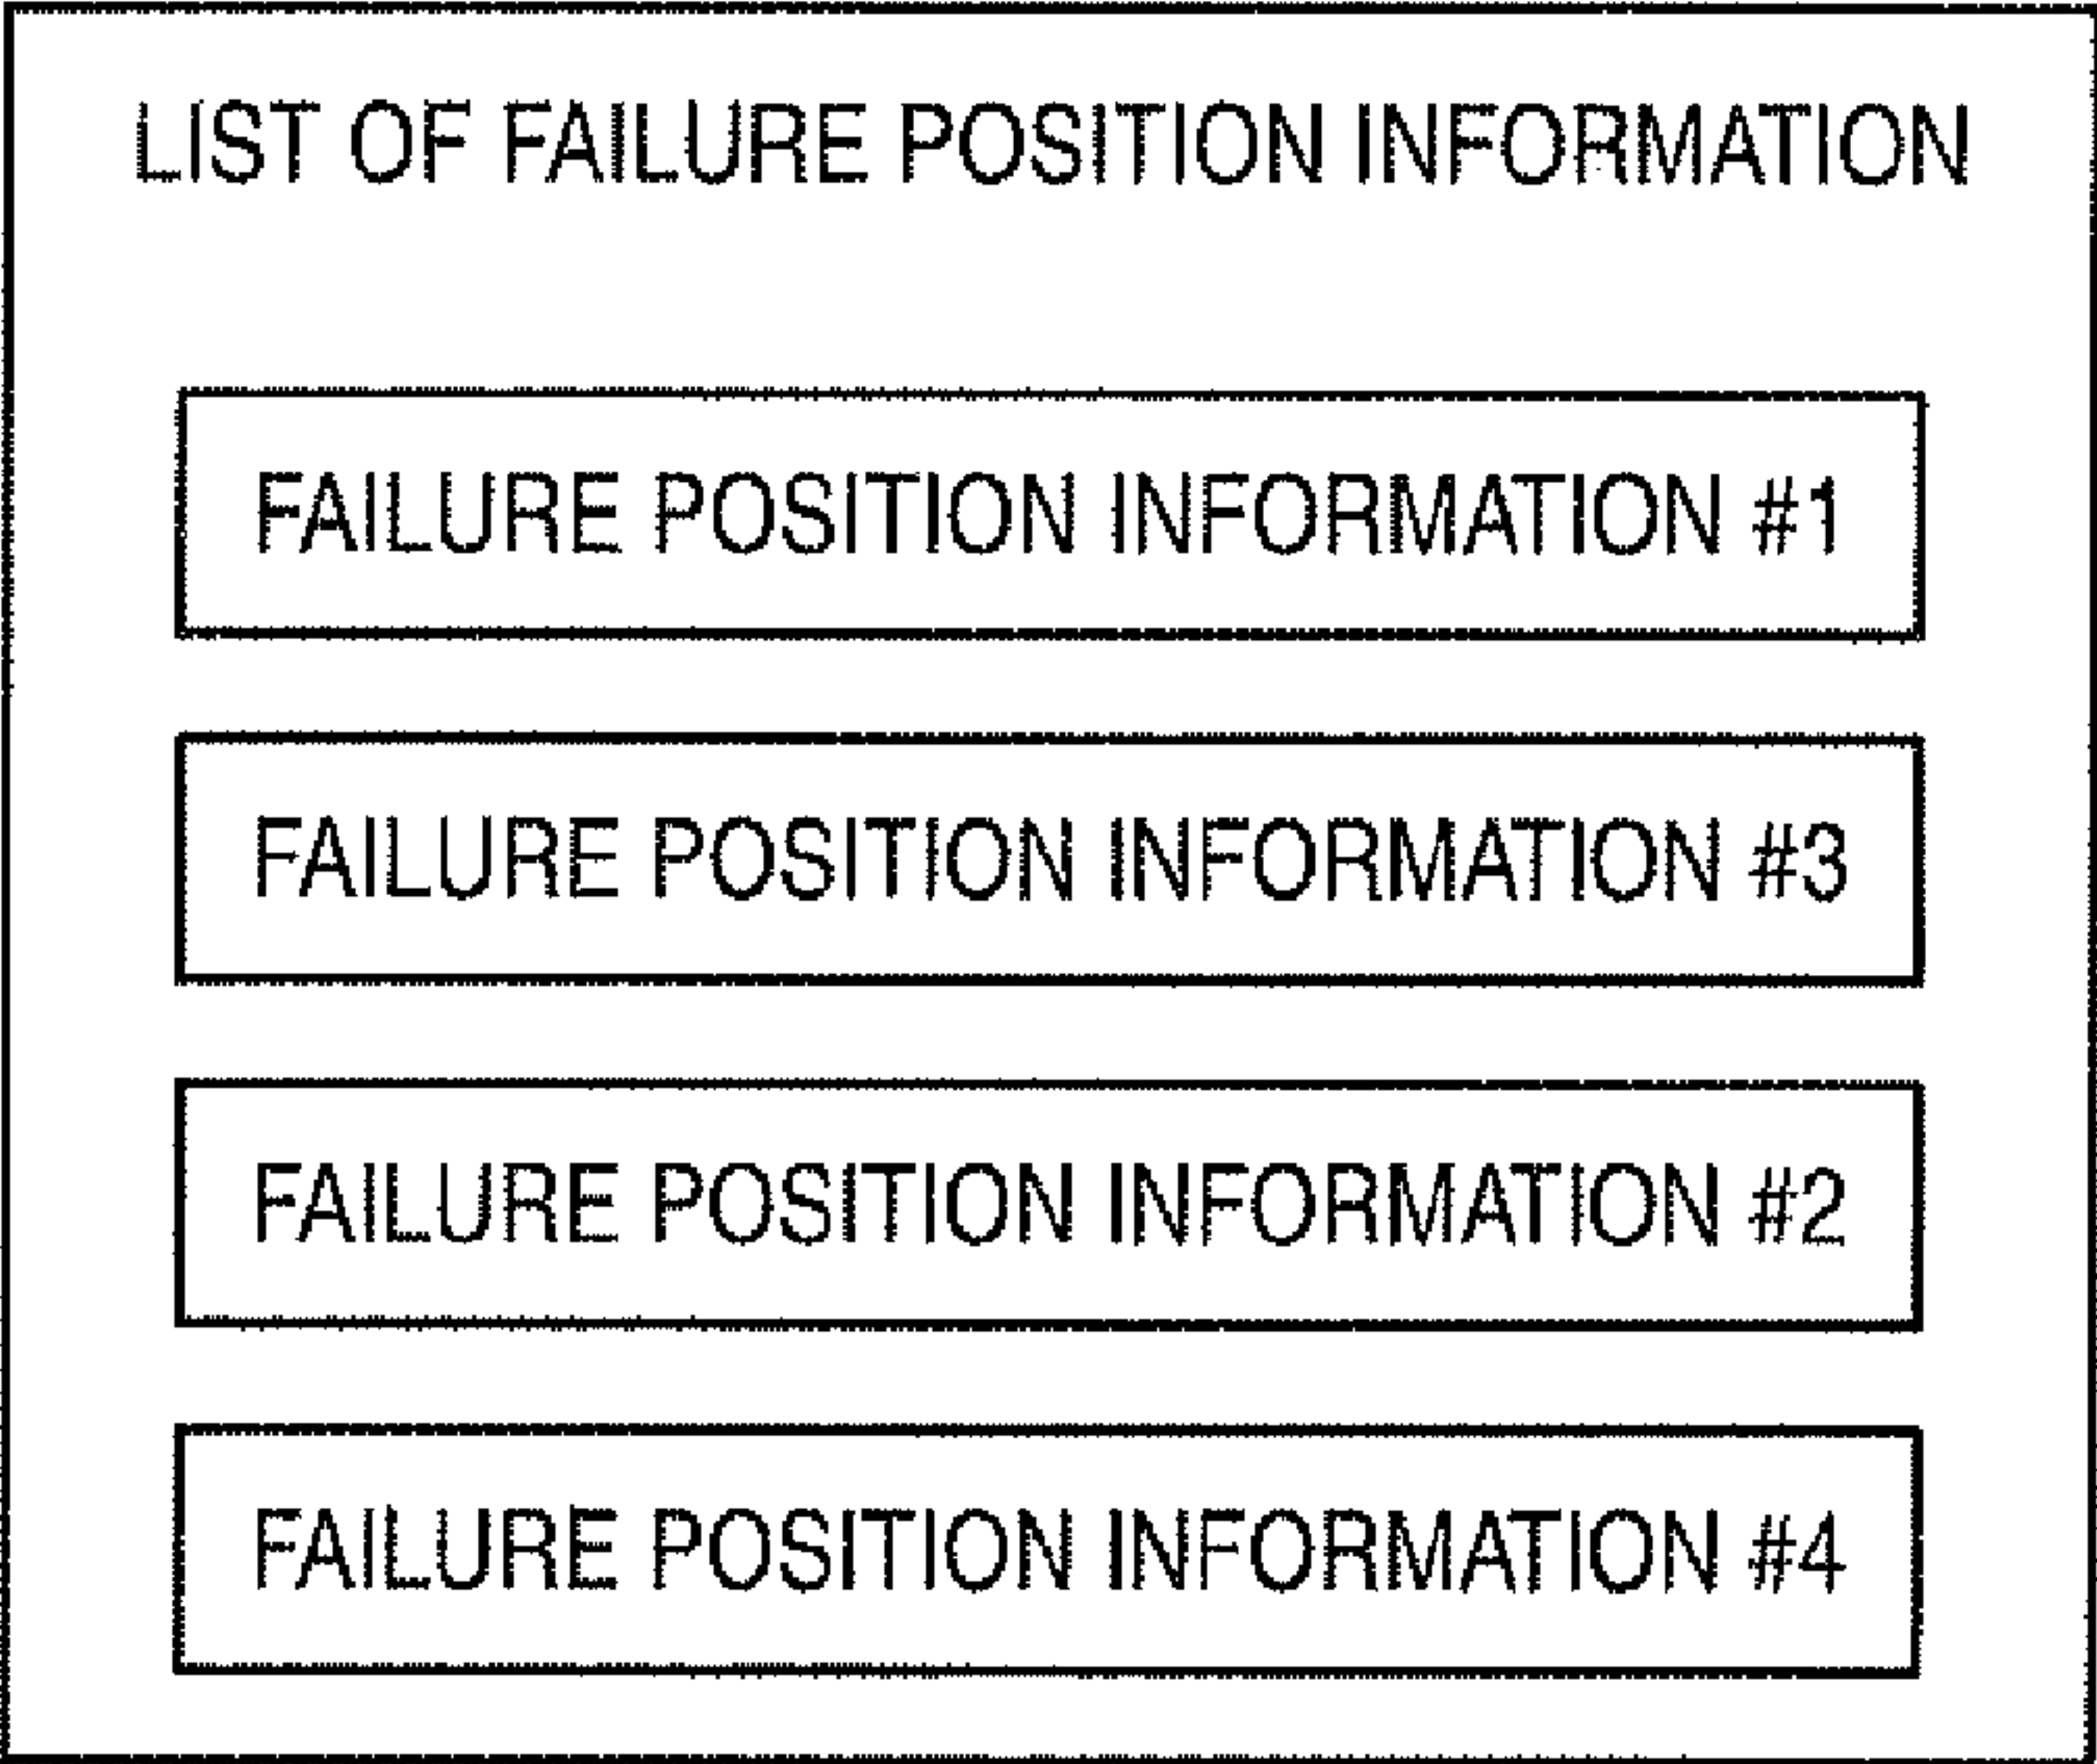 LIST OF FAILURE POSITION INFORMATION
FAILURE POSITION INFORMATION #1
FAILURE POSITION INFORMATION #3
FAILURE POSITION INFORMATION #2
FAILURE POSITION INFORMATION #4